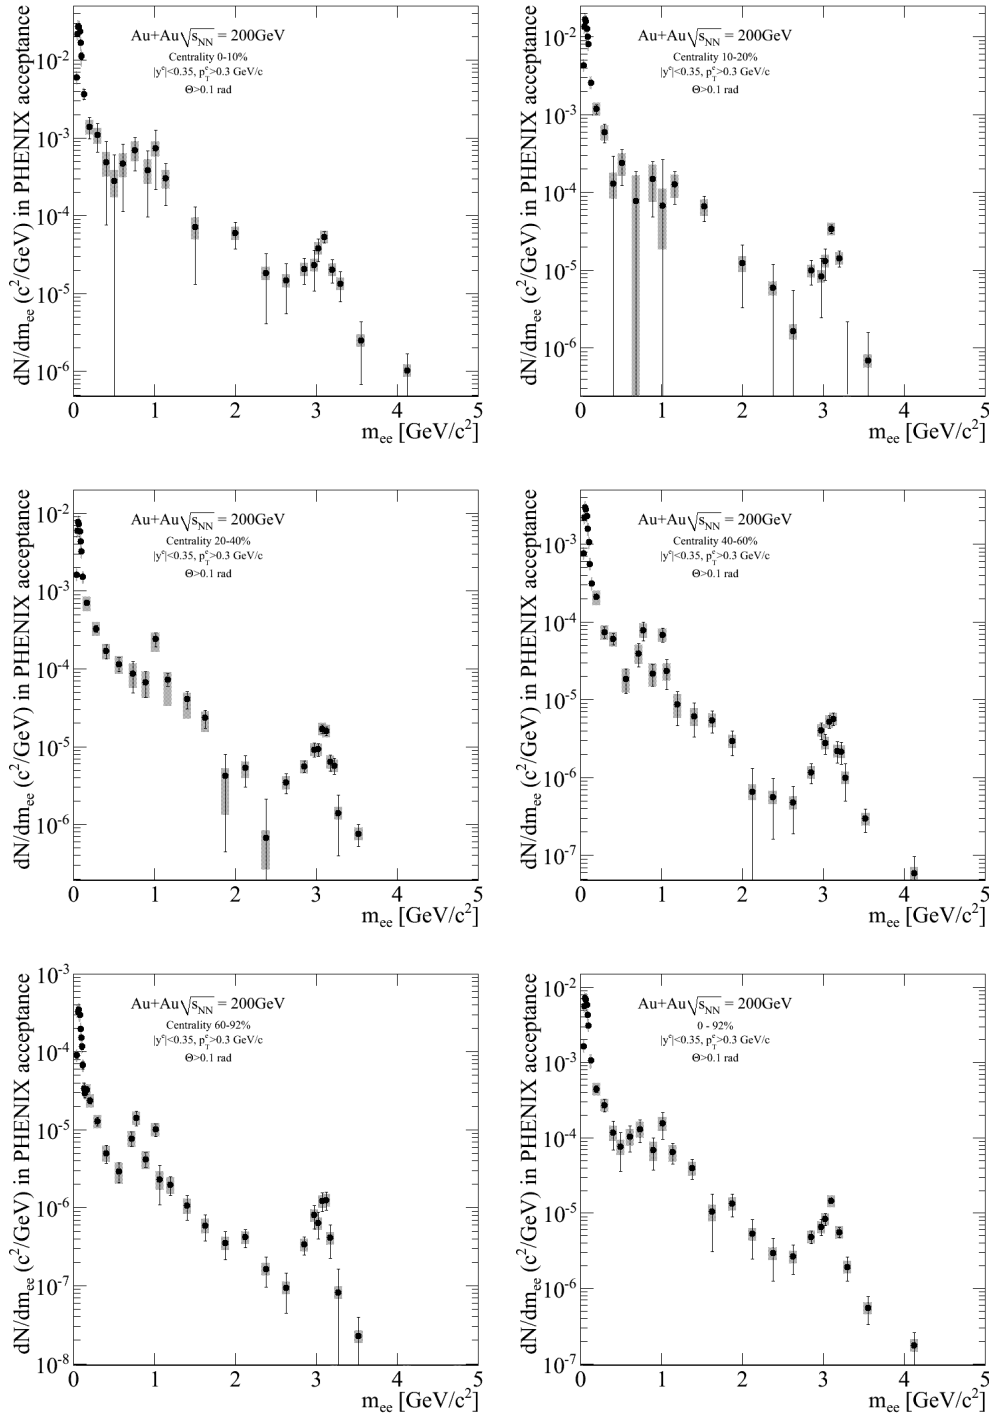 Au+Au√s_NN = 200GeV
Centrality 0-10%
|y^e|<0.35, p_T^e>0.3 GeV/c
Θ>0.1 rad
dN/dm_ee (c^2/GeV) in PHENIX acceptance
10^-2
10^-3
10^-4
10^-5
10^-6
0 1 2 3 4 5
m_ee [GeV/c^2]
Au+Au√s_NN = 200GeV
Centrality 10-20%
|y^e|<0.35, p_T^e>0.3 GeV/c
Θ>0.1 rad
dN/dm_ee (c^2/GeV) in PHENIX acceptance
10^-2
10^-3
10^-4
10^-5
10^-6
0 1 2 3 4 5
m_ee [GeV/c^2]
Au+Au√s_NN = 200GeV
Centrality 20-40%
|y^e|<0.35, p_T^e>0.3 GeV/c
Θ>0.1 rad
dN/dm_ee (c^2/GeV) in PHENIX acceptance
10^-2
10^-3
10^-4
10^-5
10^-6
0 1 2 3 4 5
m_ee [GeV/c^2]
Au+Au√s_NN = 200GeV
Centrality 40-60%
|y^e|<0.35, p_T^e>0.3 GeV/c
Θ>0.1 rad
dN/dm_ee (c^2/GeV) in PHENIX acceptance
10^-3
10^-4
10^-5
10^-6
10^-7
0 1 2 3 4 5
m_ee [GeV/c^2]
Au+Au√s_NN = 200GeV
Centrality 60-92%
|y^e|<0.35, p_T^e>0.3 GeV/c
Θ>0.1 rad
dN/dm_ee (c^2/GeV) in PHENIX acceptance
10^-3
10^-4
10^-5
10^-6
10^-7
10^-8
0 1 2 3 4 5
m_ee [GeV/c^2]
Au+Au√s_NN = 200GeV
0 - 92%
|y^e|<0.35, p_T^e>0.3 GeV/c
Θ>0.1 rad
dN/dm_ee (c^2/GeV) in PHENIX acceptance
10^-2
10^-3
10^-4
10^-5
10^-6
10^-7
0 1 2 3 4 5
m_ee [GeV/c^2]